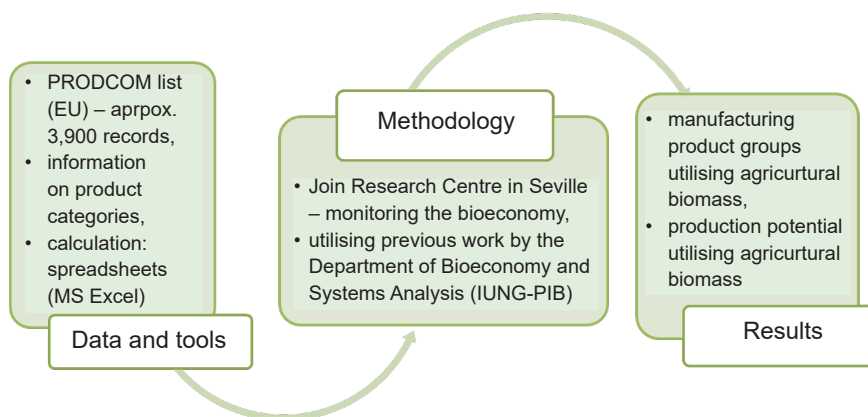 • PRODCOM list
(EU) – aprpox.
3,900 records,
• information
on product
categories,
• calculation:
spreadsheets
(MS Excel)
Data and tools
Methodology
• Join Research Centre in Seville
– monitoring the bioeconomy,
• utilising previous work by the
Department of Bioeconomy and
Systems Analysis (IUNG-PIB)
• manufacturing
product groups
utilising agricurtural
biomass,
• production potential
utilising agricurtural
biomass
Results